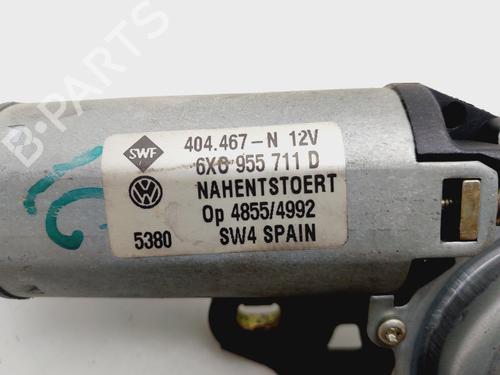 SWF 404.467-N 12V
6X0 955 711 D
NAHENTSTOERT
Op 4855/4992
5380 SW4 SPAIN
B-PARTS